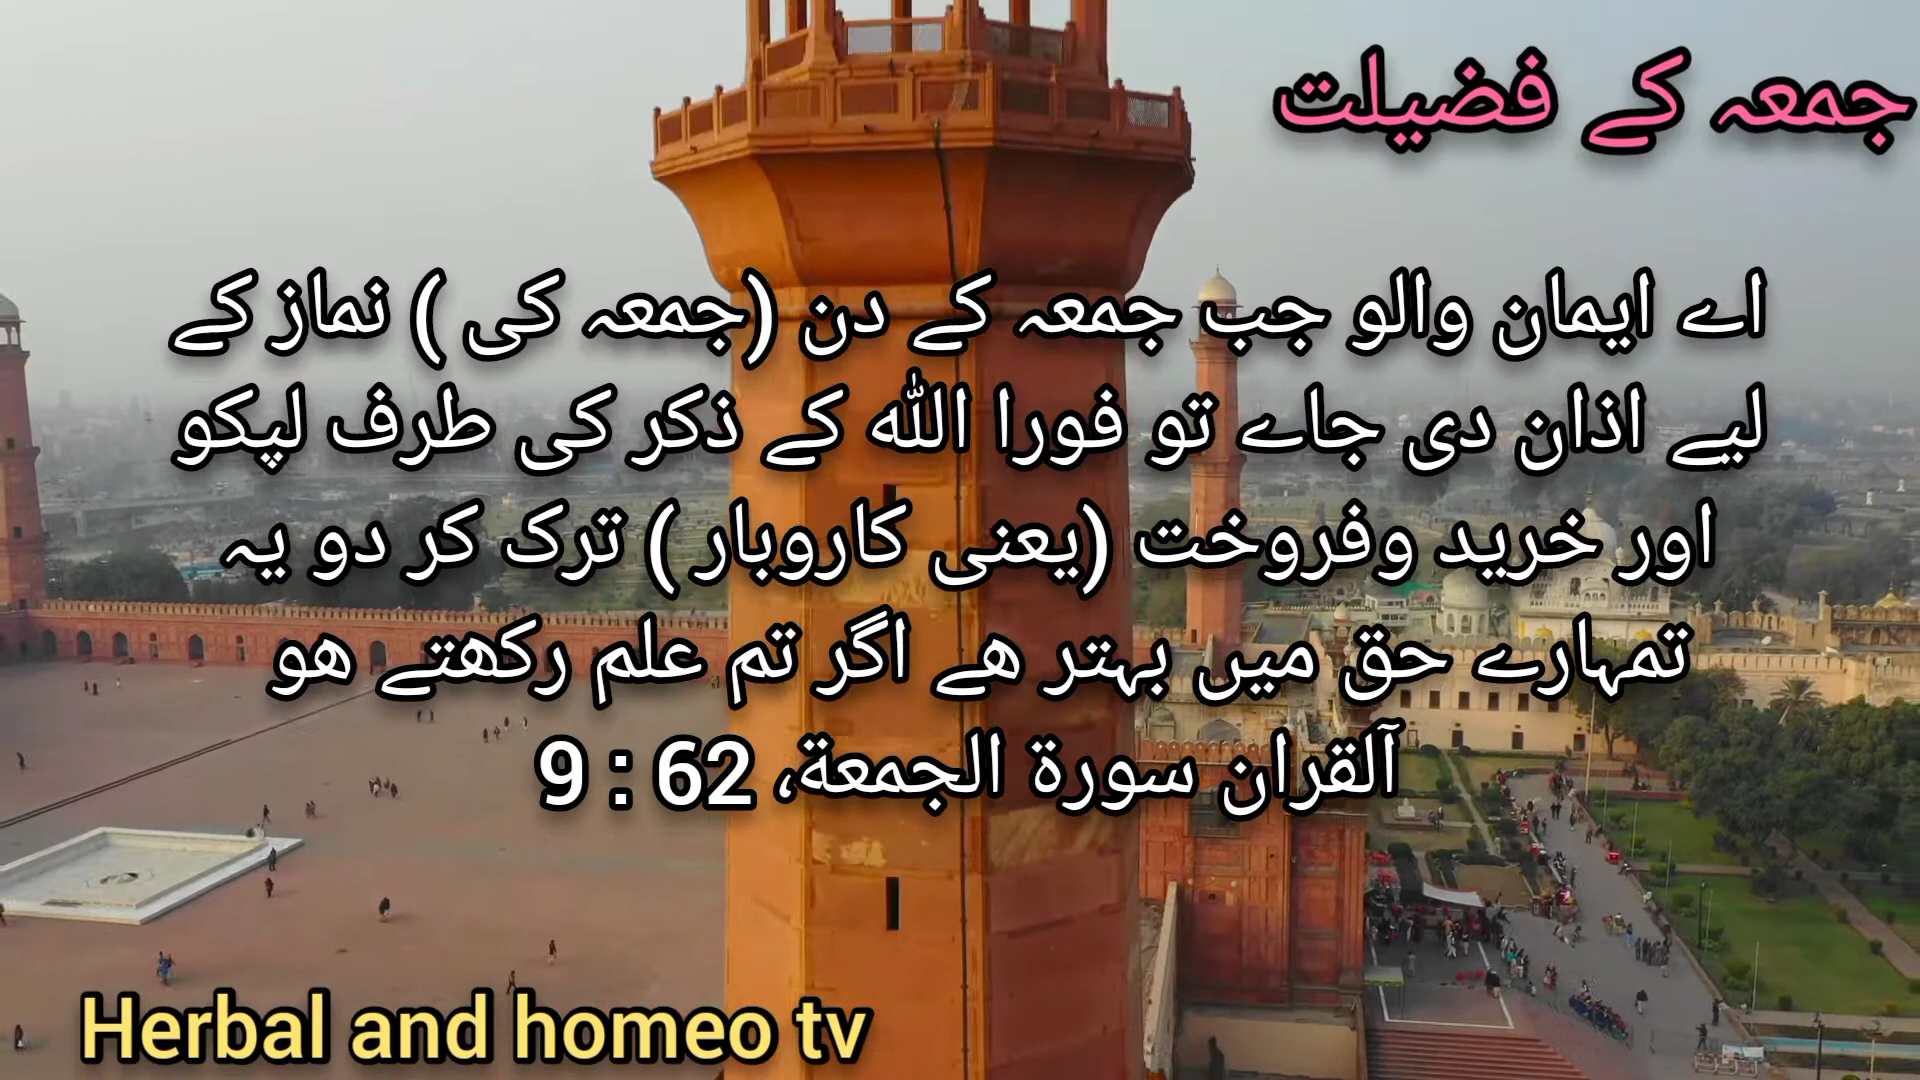 جمعہ کے فضیلت
اے ایمان والو جب جمعہ کے دن (جمعہ کی ) نماز کے
لیے اذان دی جاے تو فورا اللہ کے ذکر کی طرف لپکو
اور خرید وفروخت (یعنی کاروبار ) ترک کر دو یہ
تمہارے حق میں بہتر ھے اگر تم علم رکھتے ھو
آلقران سورۃ الجمعۃ، 62 : 9
Herbal and homeo tv